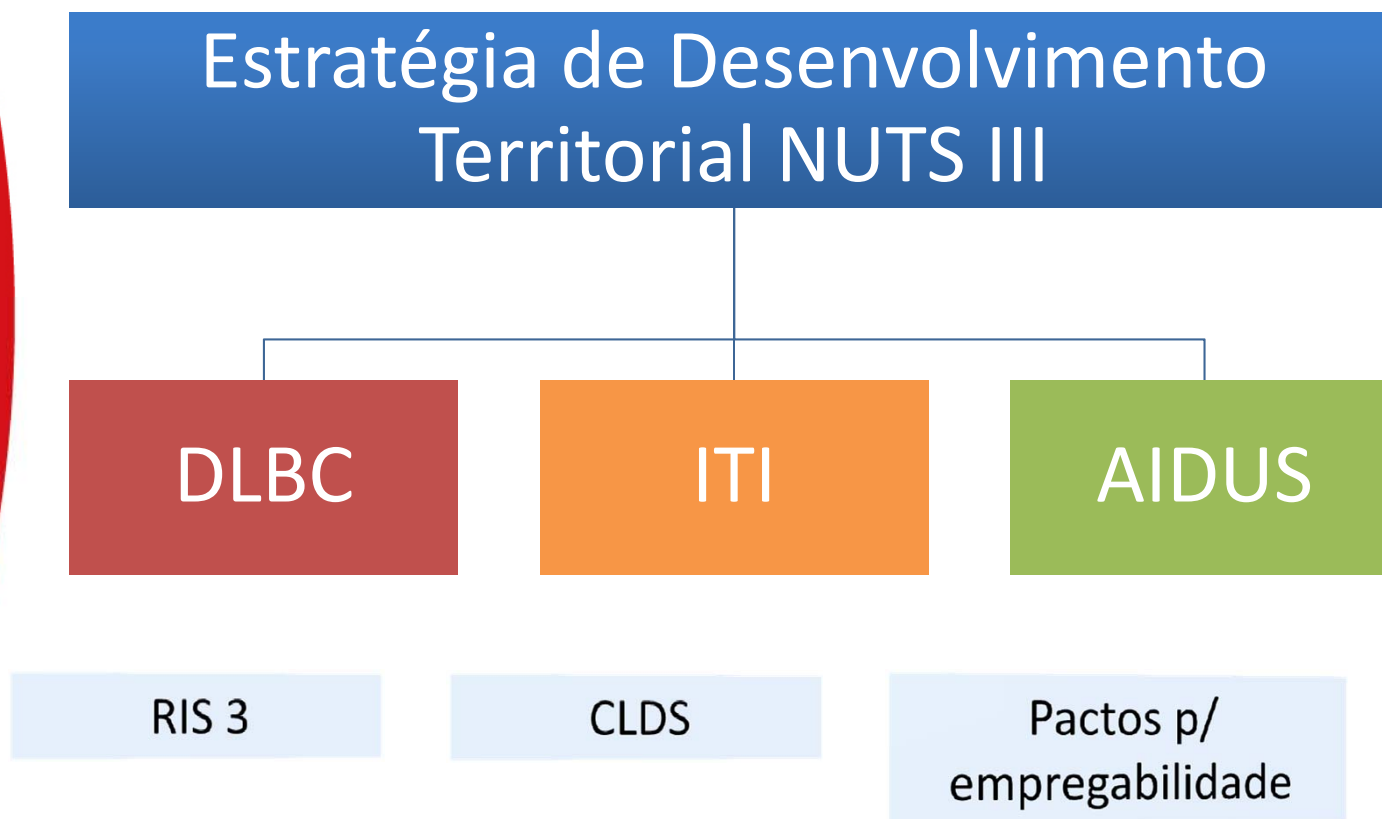 Estratégia de Desenvolvimento
Territorial NUTS III
DLBC
ITI
AIDUS
RIS 3
CLDS
Pactos p/
empregabilidade